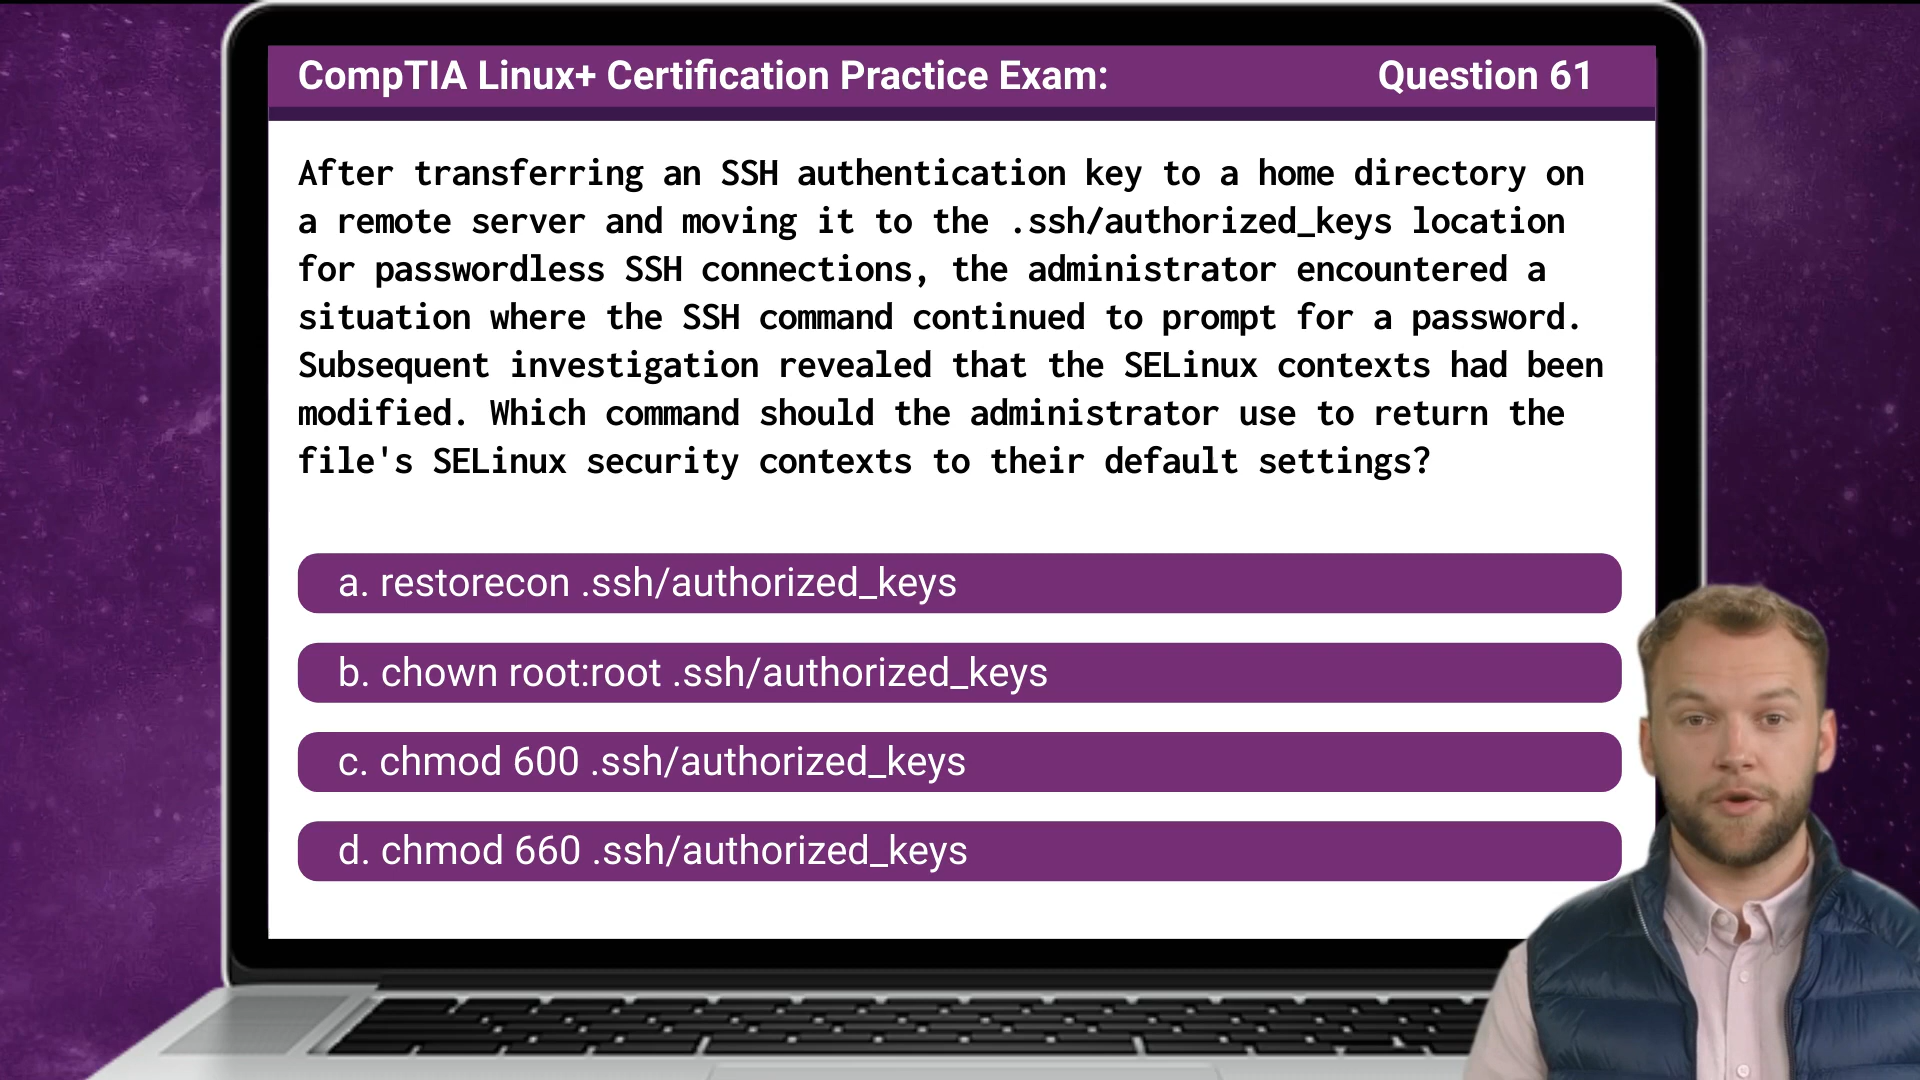 CompTIA Linux+ Certification Practice Exam: Question 61
After transferring an SSH authentication key to a home directory on
a remote server and moving it to the .ssh/authorized_keys location
for passwordless SSH connections, the administrator encountered a
situation where the SSH command continued to prompt for a password.
Subsequent investigation revealed that the SELinux contexts had been
modified. Which command should the administrator use to return the
file's SELinux security contexts to their default settings?
a. restorecon .ssh/authorized_keys
b. chown root:root .ssh/authorized_keys
c. chmod 600 .ssh/authorized_keys
d. chmod 660 .ssh/authorized_keys